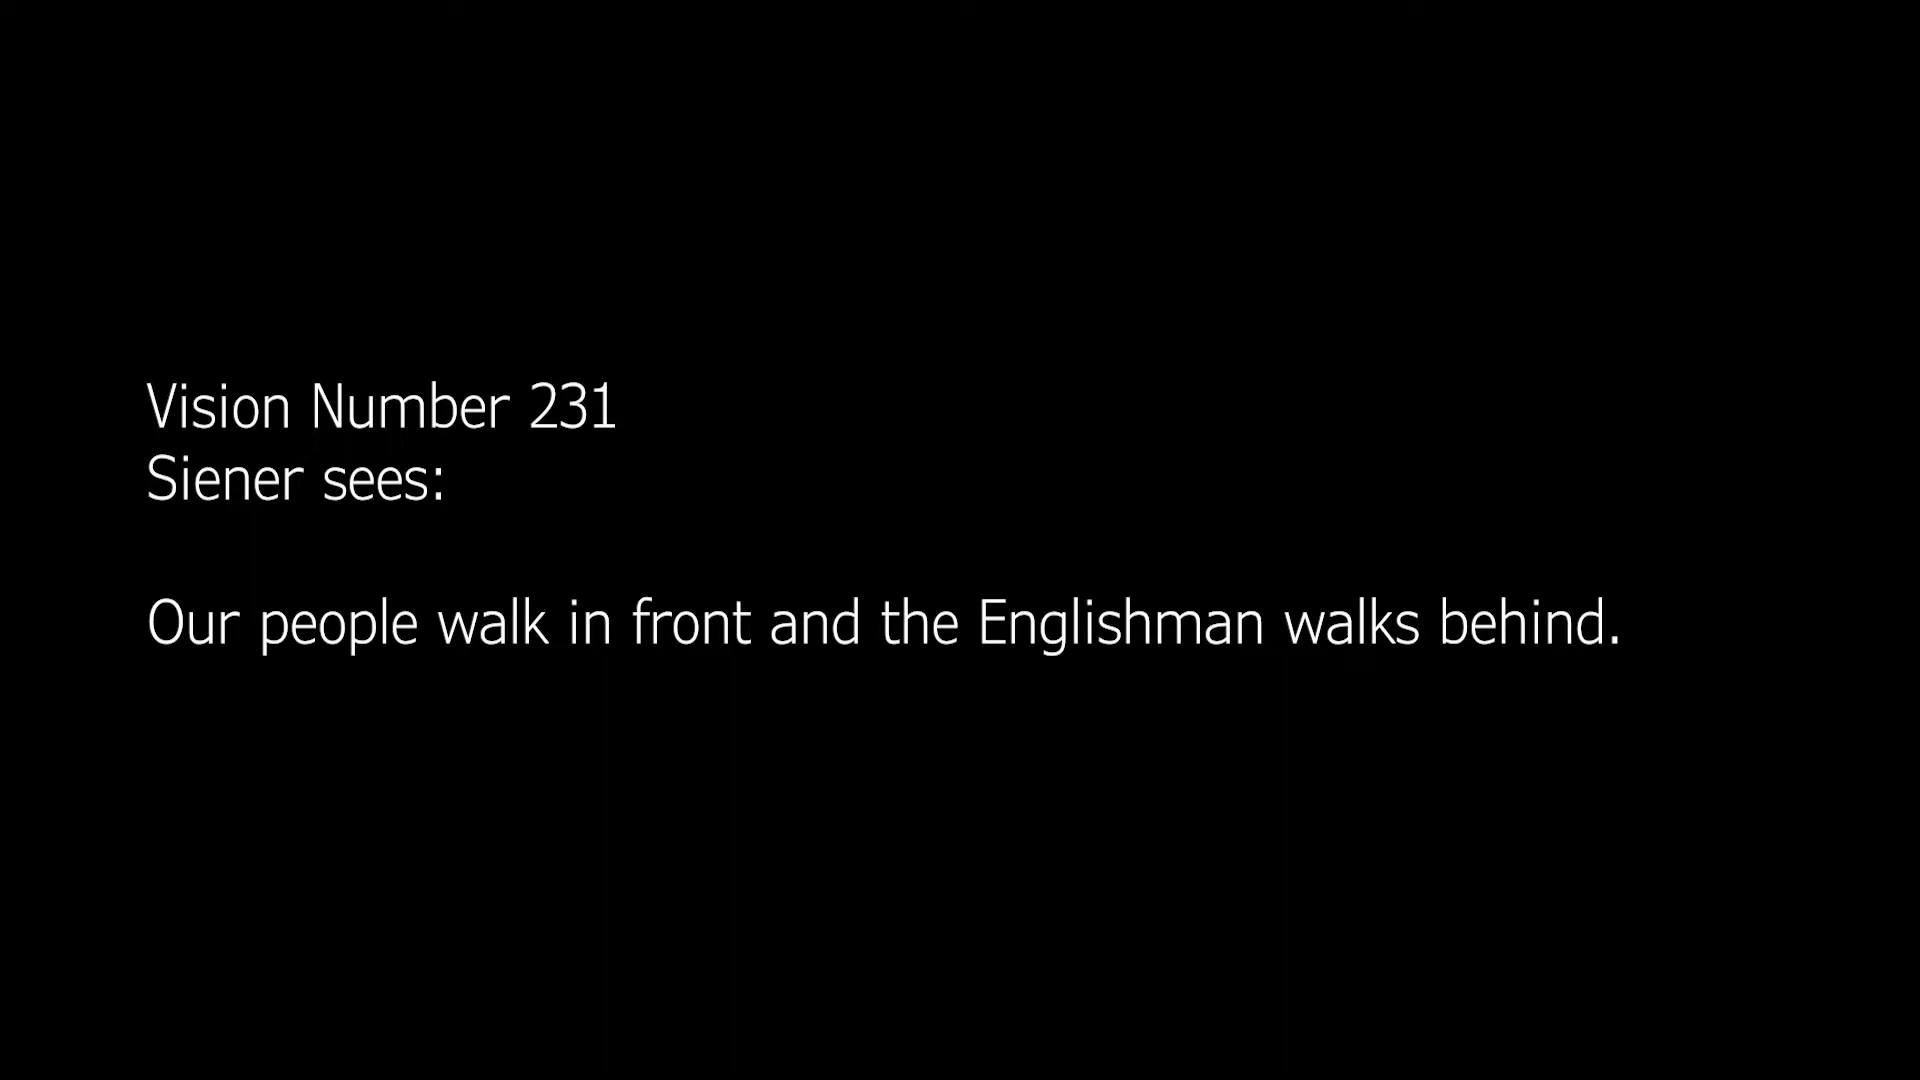 Vision Number 231
Siener sees:
Our people walk in front and the Englishman walks behind.